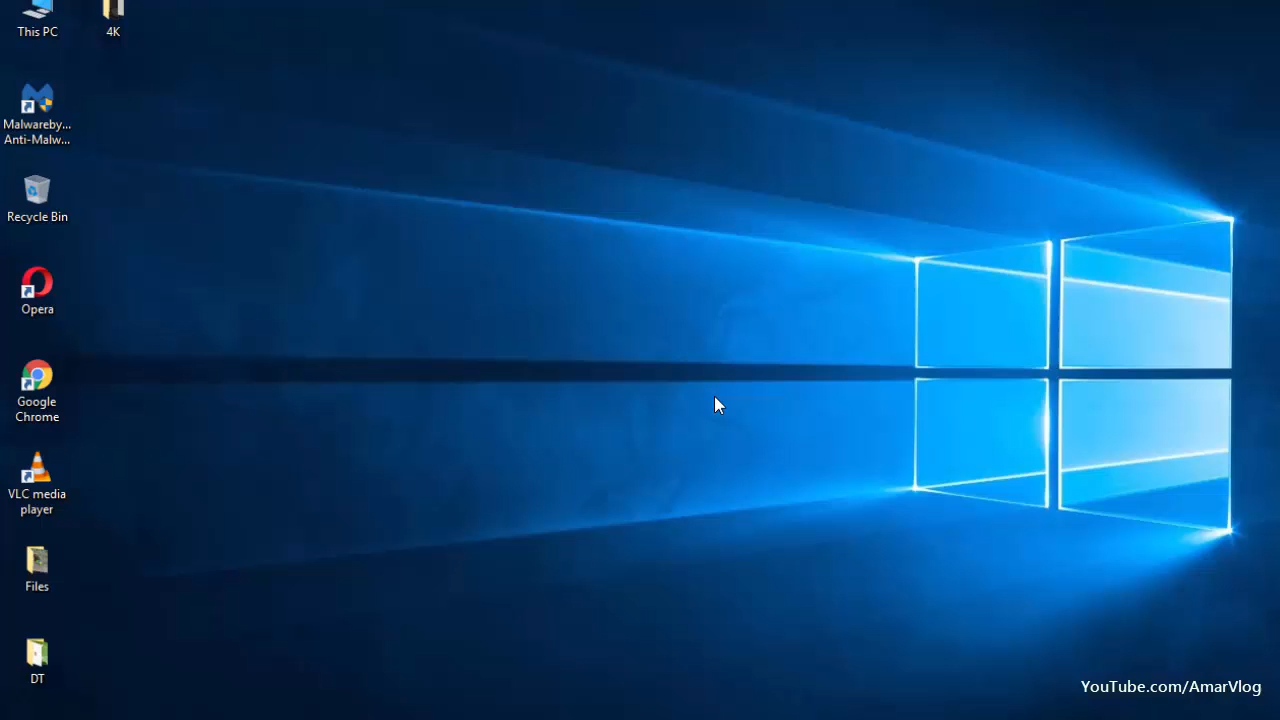 This PC
4K
Malwareby...
Anti-Malw...
Recycle Bin
Opera
Google
Chrome
VLC media
player
Files
DT
YouTube.com/AmarVlog